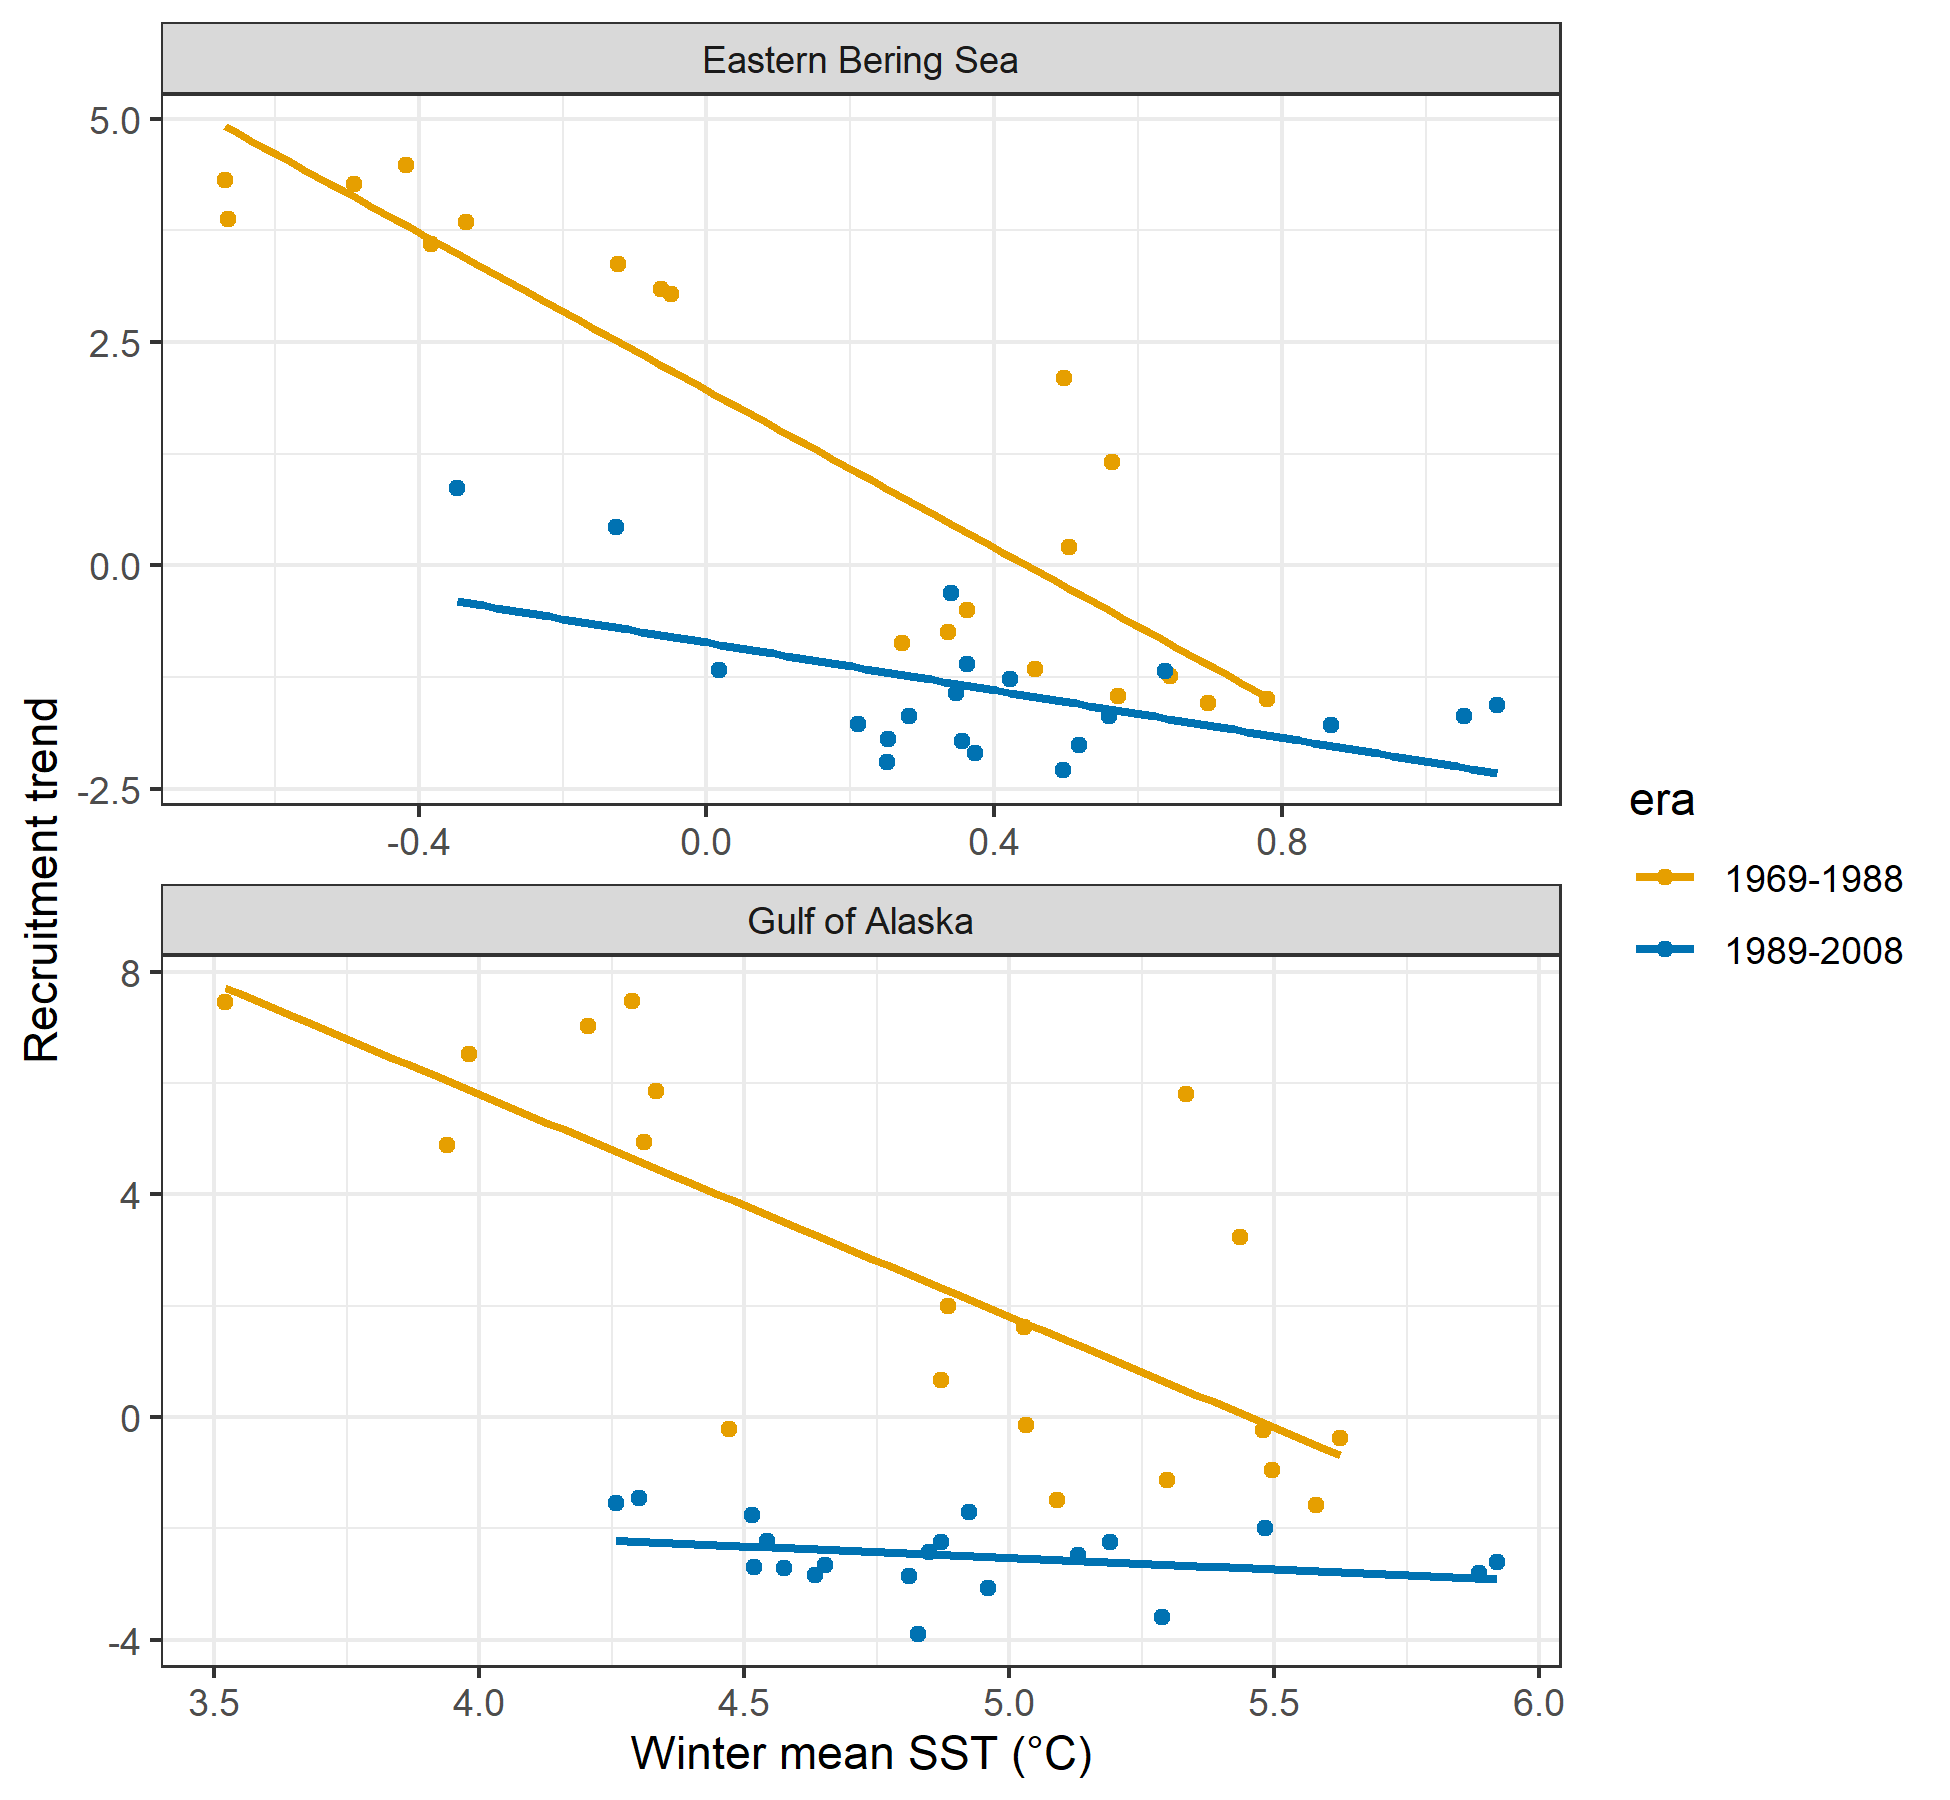 Eastern Bering Sea
5.0
2.5
0.0
-2.5
-0.4 0.0 0.4 0.8
Recruitment trend
era
1969-1988
1989-2008
Gulf of Alaska
8
4
0
-4
3.5 4.0 4.5 5.0 5.5 6.0
Winter mean SST (°C)